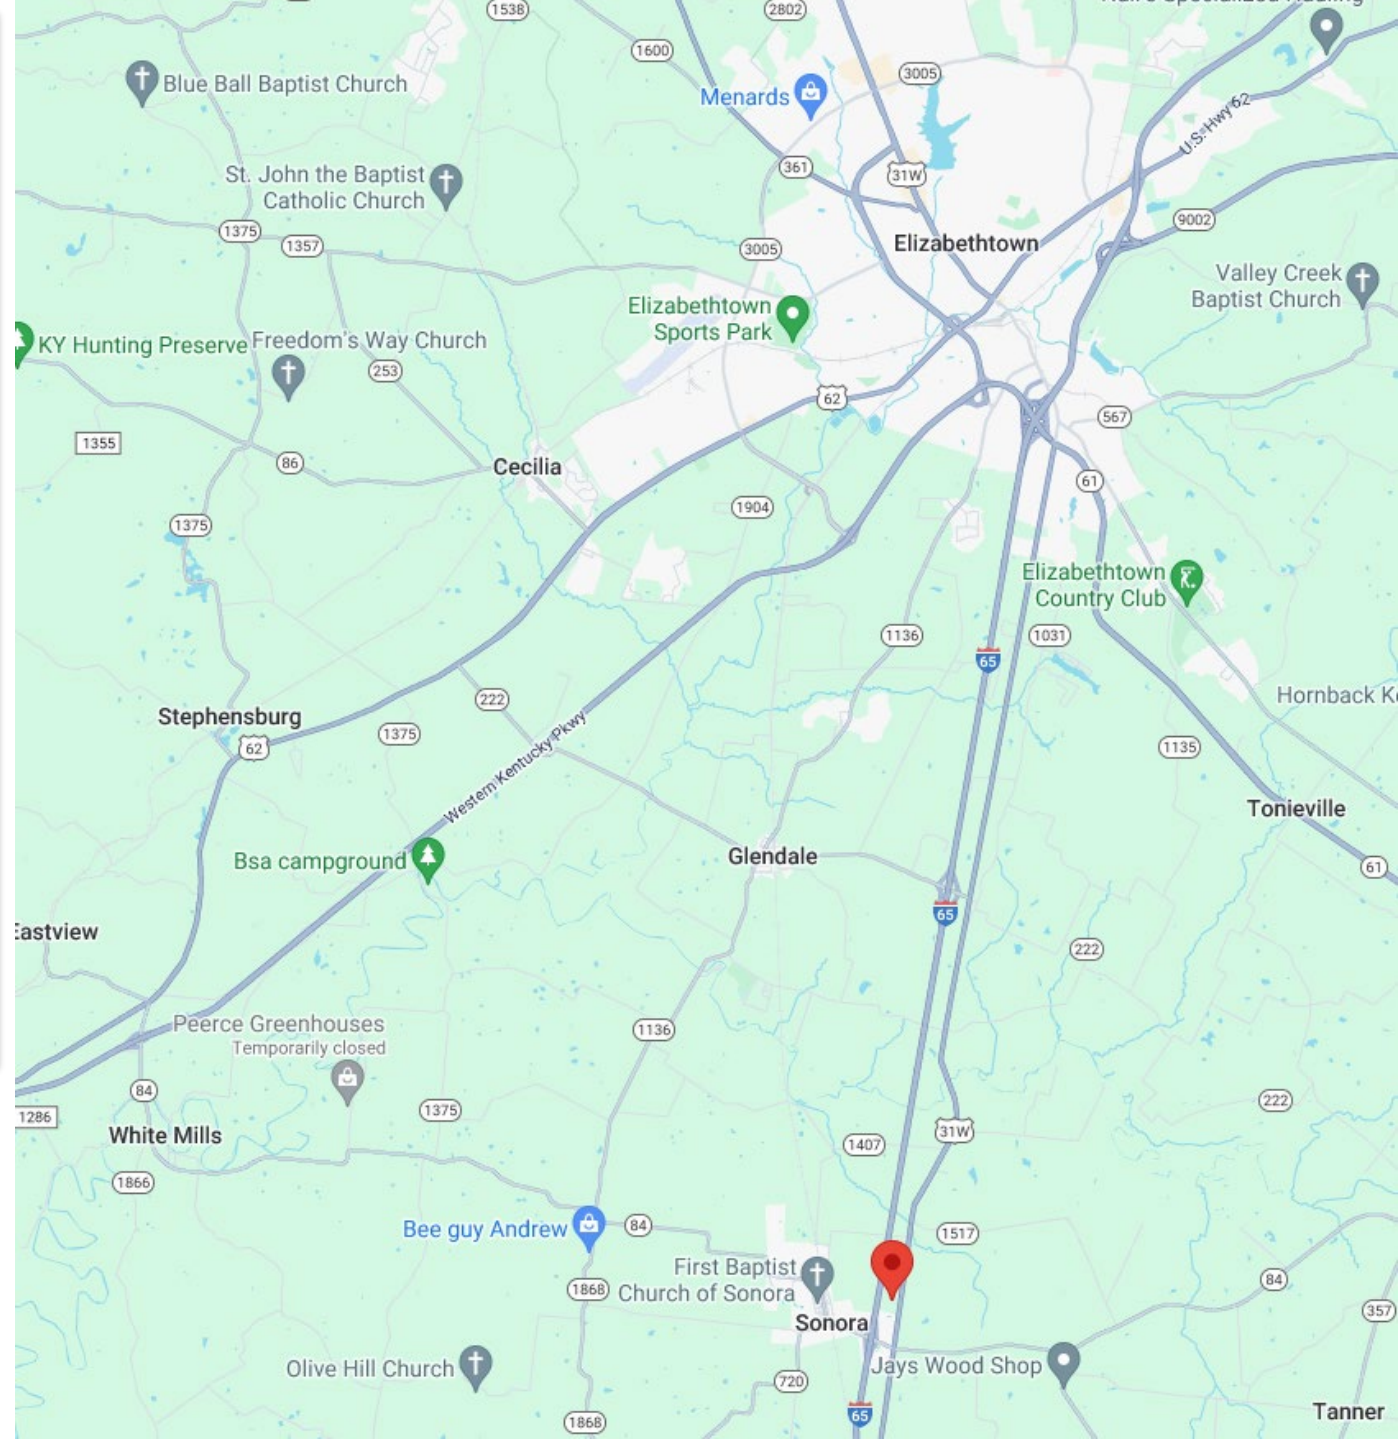 1538
2802
1600
3005
Blue Ball Baptist Church
Menards
U.S. Hwy 62
361
31W
St. John the Baptist
Catholic Church
1375
1357
3005
9002
Elizabethtown
Valley Creek
Baptist Church
Elizabethtown
Sports Park
KY Hunting Preserve
Freedom's Way Church
253
62
567
1355
86
Cecilia
61
1375
1904
Elizabethtown
Country Club
1136
1031
65
222
Hornback
Stephensburg
62
1375
1135
Western Kentucky Pkwy
Tonieville
Glendale
Bsa campground
61
65
Eastview
222
Peerce Greenhouses
Temporarily closed
1136
84
1286
1375
222
White Mills
31W
1407
1866
Bee guy Andrew
84
1517
First Baptist
Church of Sonora
1868
84
357
Sonora
Olive Hill Church
Jays Wood Shop
720
65
1868
Tanner